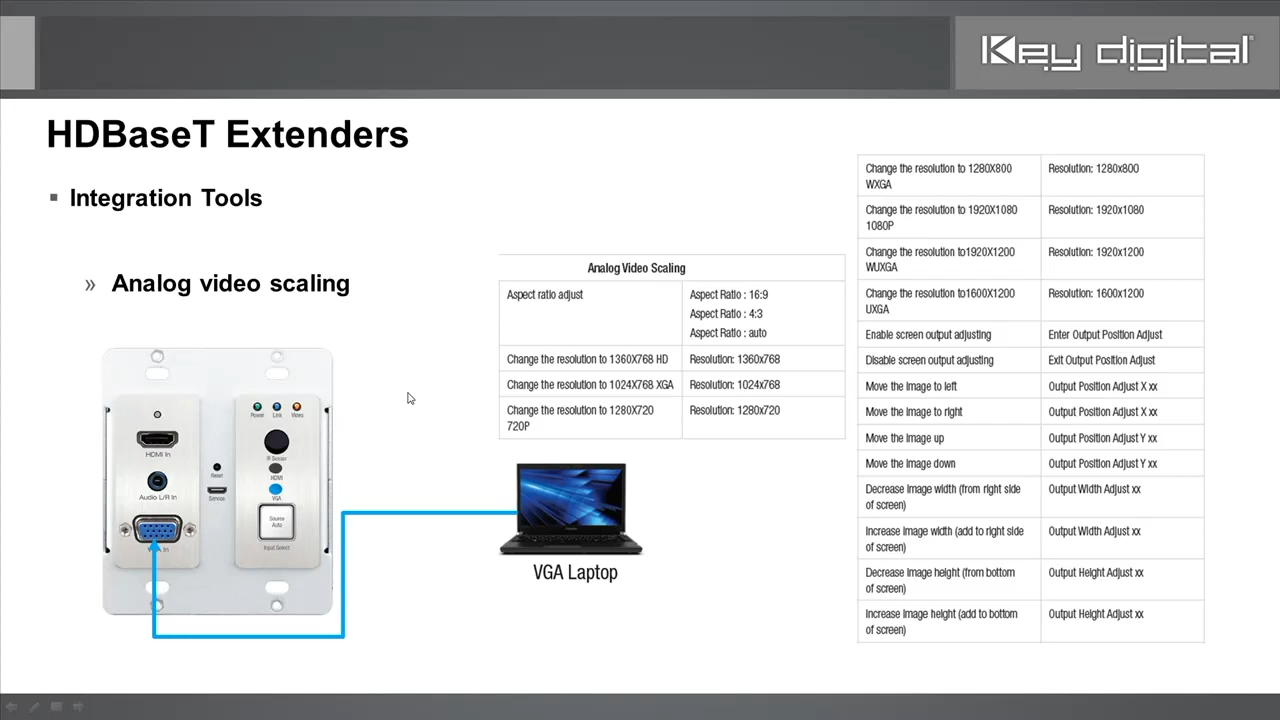 Key digital
HDBaseT Extenders
Integration Tools
Analog video scaling
Power Link Video
HDMI In
IR Sensor
HDMI
Audio L/R In
Reset
Service
VGA
Source
Auto
Input Select
In
Analog Video Scaling
Aspect ratio adjust
Aspect Ratio : 16:9
Aspect Ratio : 4:3
Aspect Ratio : auto
Change the resolution to 1360X768 HD
Resolution: 1360x768
Change the resolution to 1024X768 XGA
Resolution: 1024x768
Change the resolution to 1280X720
720P
Resolution: 1280x720
VGA Laptop
Change the resolution to 1280X800
WXGA
Resolution: 1280x800
Change the resolution to 1920X1080
1080P
Resolution: 1920x1080
Change the resolution to1920X1200
WUXGA
Resolution: 1920x1200
Change the resolution to1600X1200
UXGA
Resolution: 1600x1200
Enable screen output adjusting
Enter Output Position Adjust
Disable screen output adjusting
Exit Output Position Adjust
Move the image to left
Output Position Adjust X xx
Move the image to right
Output Position Adjust X xx
Move the image up
Output Position Adjust Y xx
Move the image down
Output Position Adjust Y xx
Decrease image width (from right side
of screen)
Output Width Adjust xx
Increase image width (add to right side
of screen)
Output Width Adjust xx
Decrease image height (from bottom
of screen)
Output Height Adjust xx
Increase image height (add to bottom
of screen)
Output Height Adjust xx